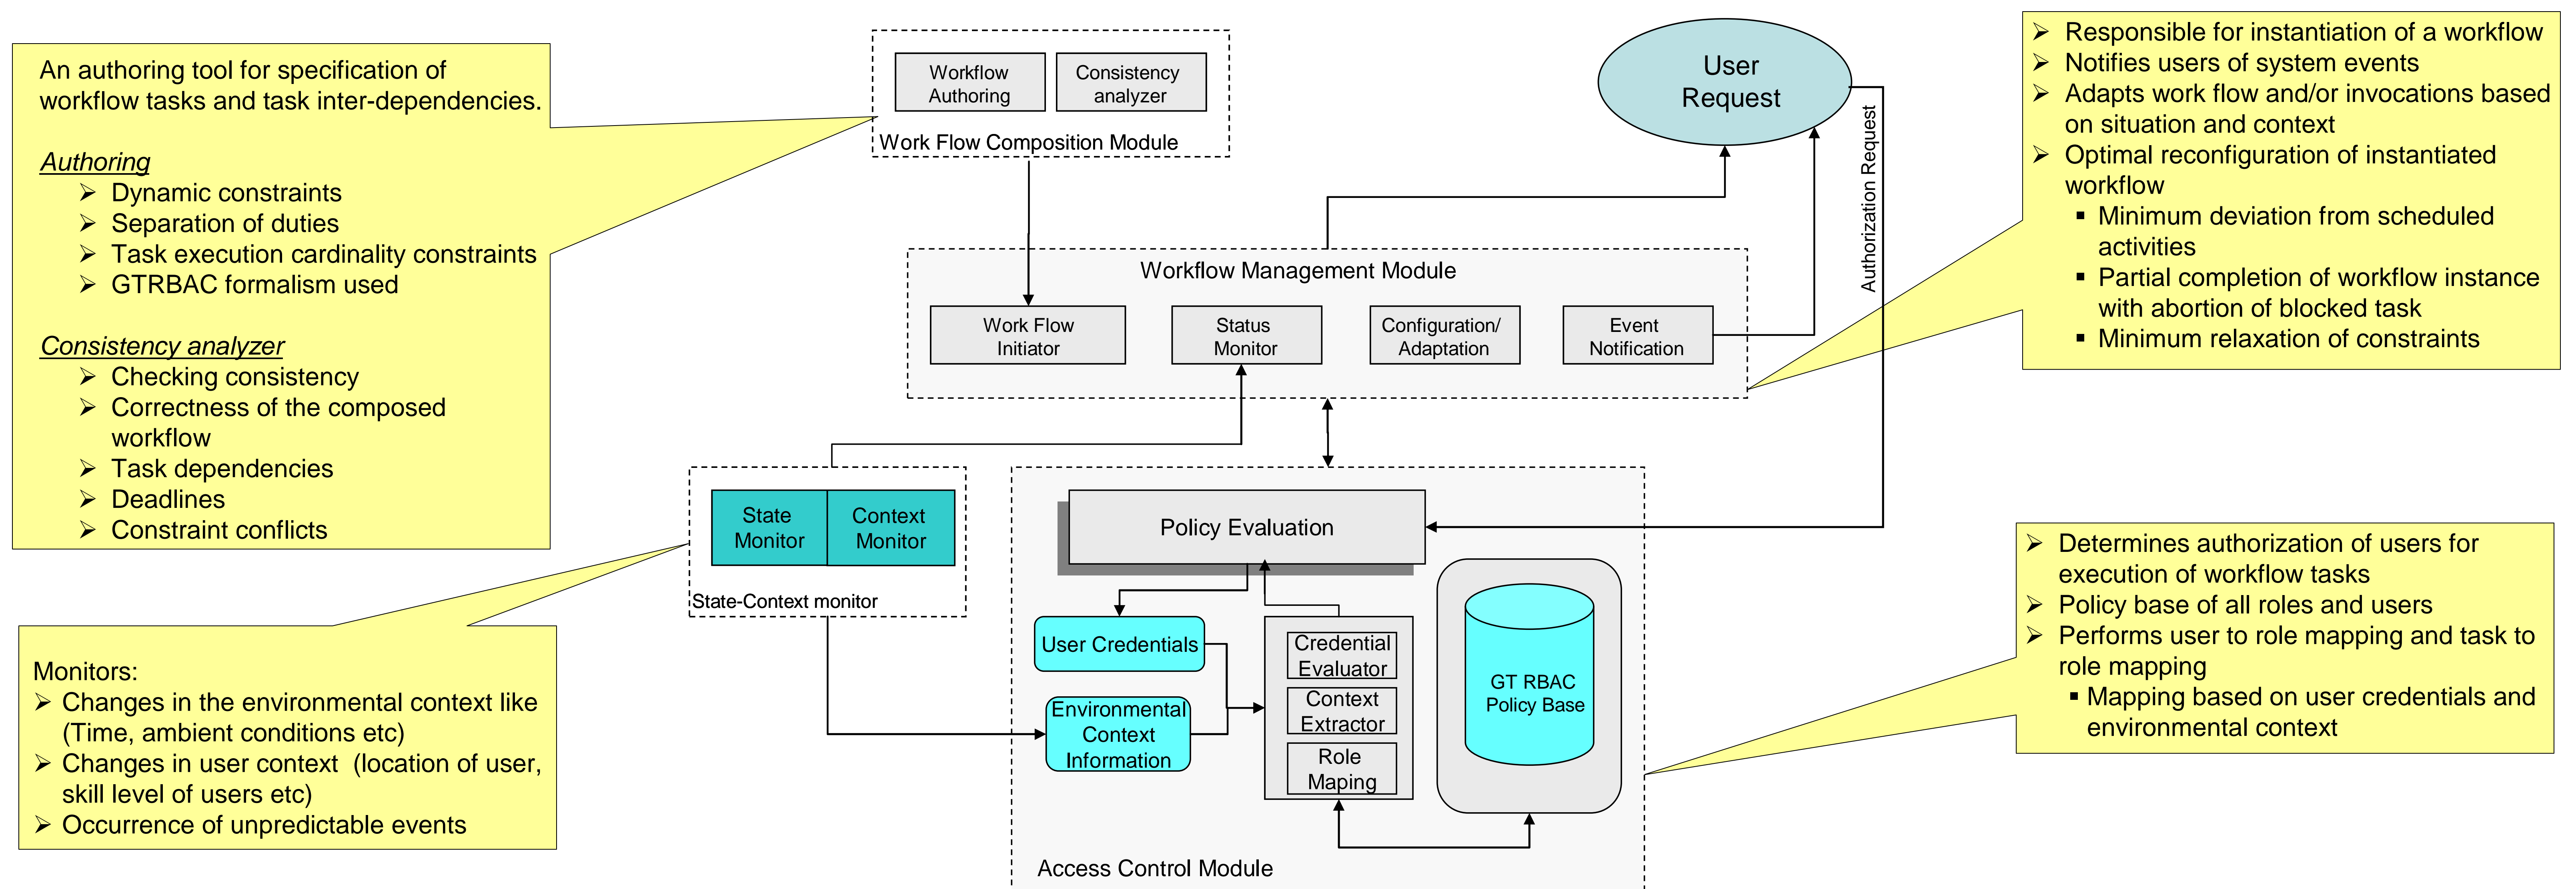 An authoring tool for specification of
workflow tasks and task inter-dependencies.
Authoring
➢ Dynamic constraints
➢ Separation of duties
➢ Task execution cardinality constraints
➢ GTRBAC formalism used
Consistency analyzer
➢ Checking consistency
➢ Correctness of the composed
workflow
➢ Task dependencies
➢ Deadlines
➢ Constraint conflicts
Monitors:
➢ Changes in the environmental context like
(Time, ambient conditions etc)
➢ Changes in user context (location of user,
skill level of users etc)
➢ Occurrence of unpredictable events
Workflow
Authoring
Consistency
analyzer
Work Flow Composition Module
User
Request
Authorization Request
Workflow Management Module
Work Flow
Initiator
Status
Monitor
Configuration/
Adaptation
Event
Notification
State
Monitor
Context
Monitor
State-Context monitor
Policy Evaluation
User Credentials
Environmental
Context
Information
Credential
Evaluator
Context
Extractor
Role
Maping
GT RBAC
Policy Base
Access Control Module
➢ Responsible for instantiation of a workflow
➢ Notifies users of system events
➢ Adapts work flow and/or invocations based
on situation and context
➢ Optimal reconfiguration of instantiated
workflow
▪ Minimum deviation from scheduled
activities
▪ Partial completion of workflow instance
with abortion of blocked task
▪ Minimum relaxation of constraints
➢ Determines authorization of users for
execution of workflow tasks
➢ Policy base of all roles and users
➢ Performs user to role mapping and task to
role mapping
▪ Mapping based on user credentials and
environmental context